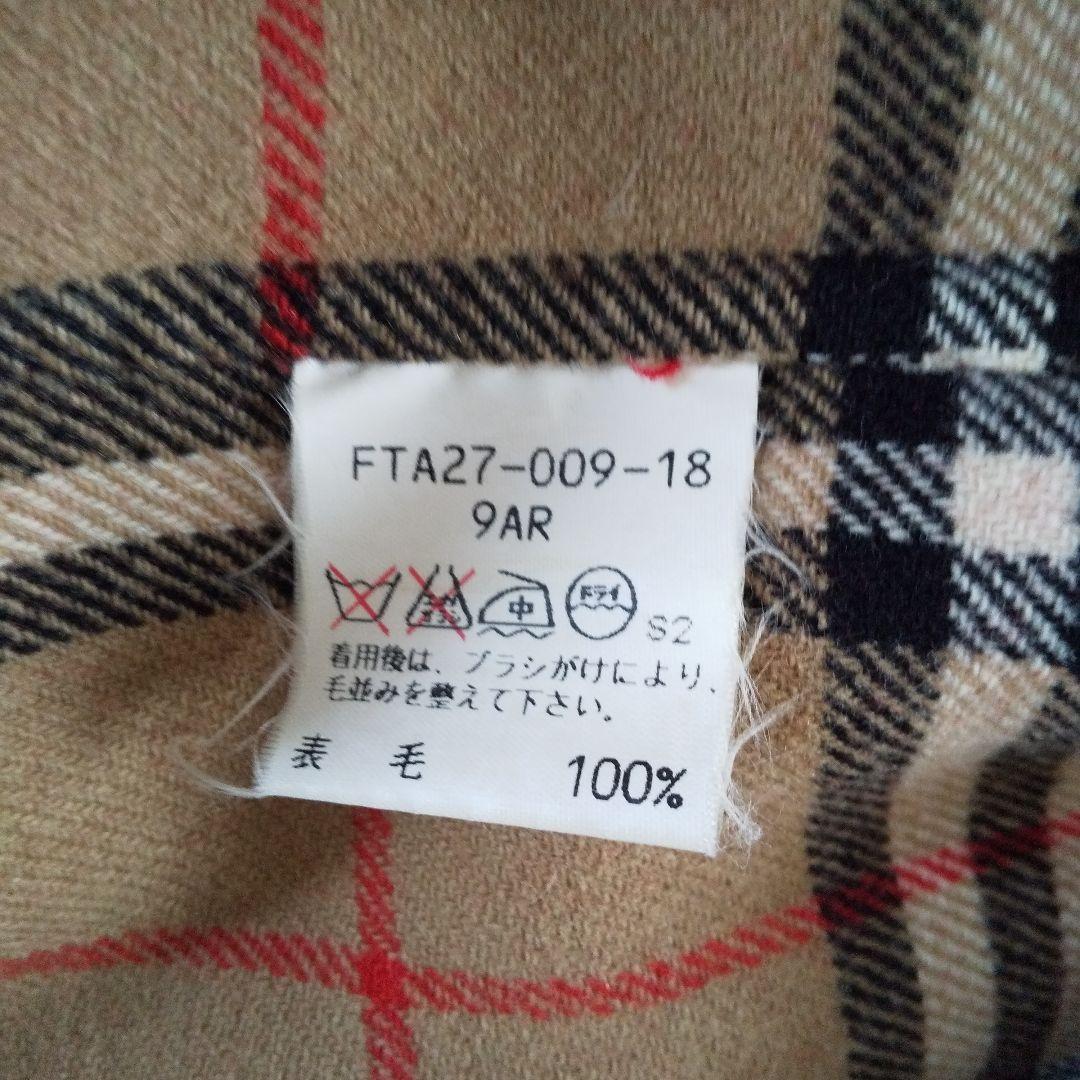 FTA27-009-18
9AR
中 ドライ S2
着用後は、ブラシがけにより、
毛並みを整えて下さい。
表 毛 100%